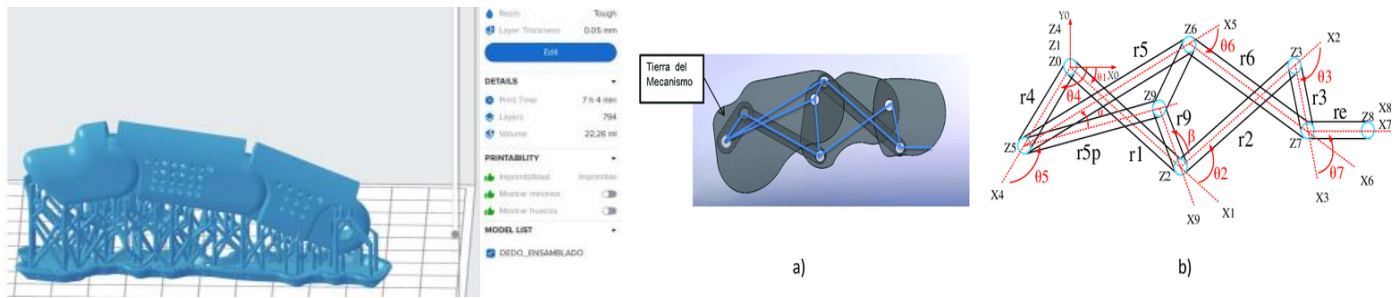 Resin
Tough
Layer Thickness
0.05 mm
Edit
DETAILS
Print Time
7 h 4 min
Layers
794
Volume
22,26 ml
PRINTABILITY
Imprimibilidad
Imprimible
Mostrar mínimos
Mostrar huecos
MODEL LIST
DEDO_ENSAMBLADO
Tierra del
Mecanismo
a)
Y0
Z4
Z1
Z0
X0
θ1
θ4
r4
r5
Z6
X5
θ6
r6
Z3
X2
θ3
r3
re
Z8
X8
X7
Z9
α
r9
β
r2
Z5
r5p
r1
Z2
θ2
Z7
θ7
X4
θ5
X9
X1
X3
X6
b)